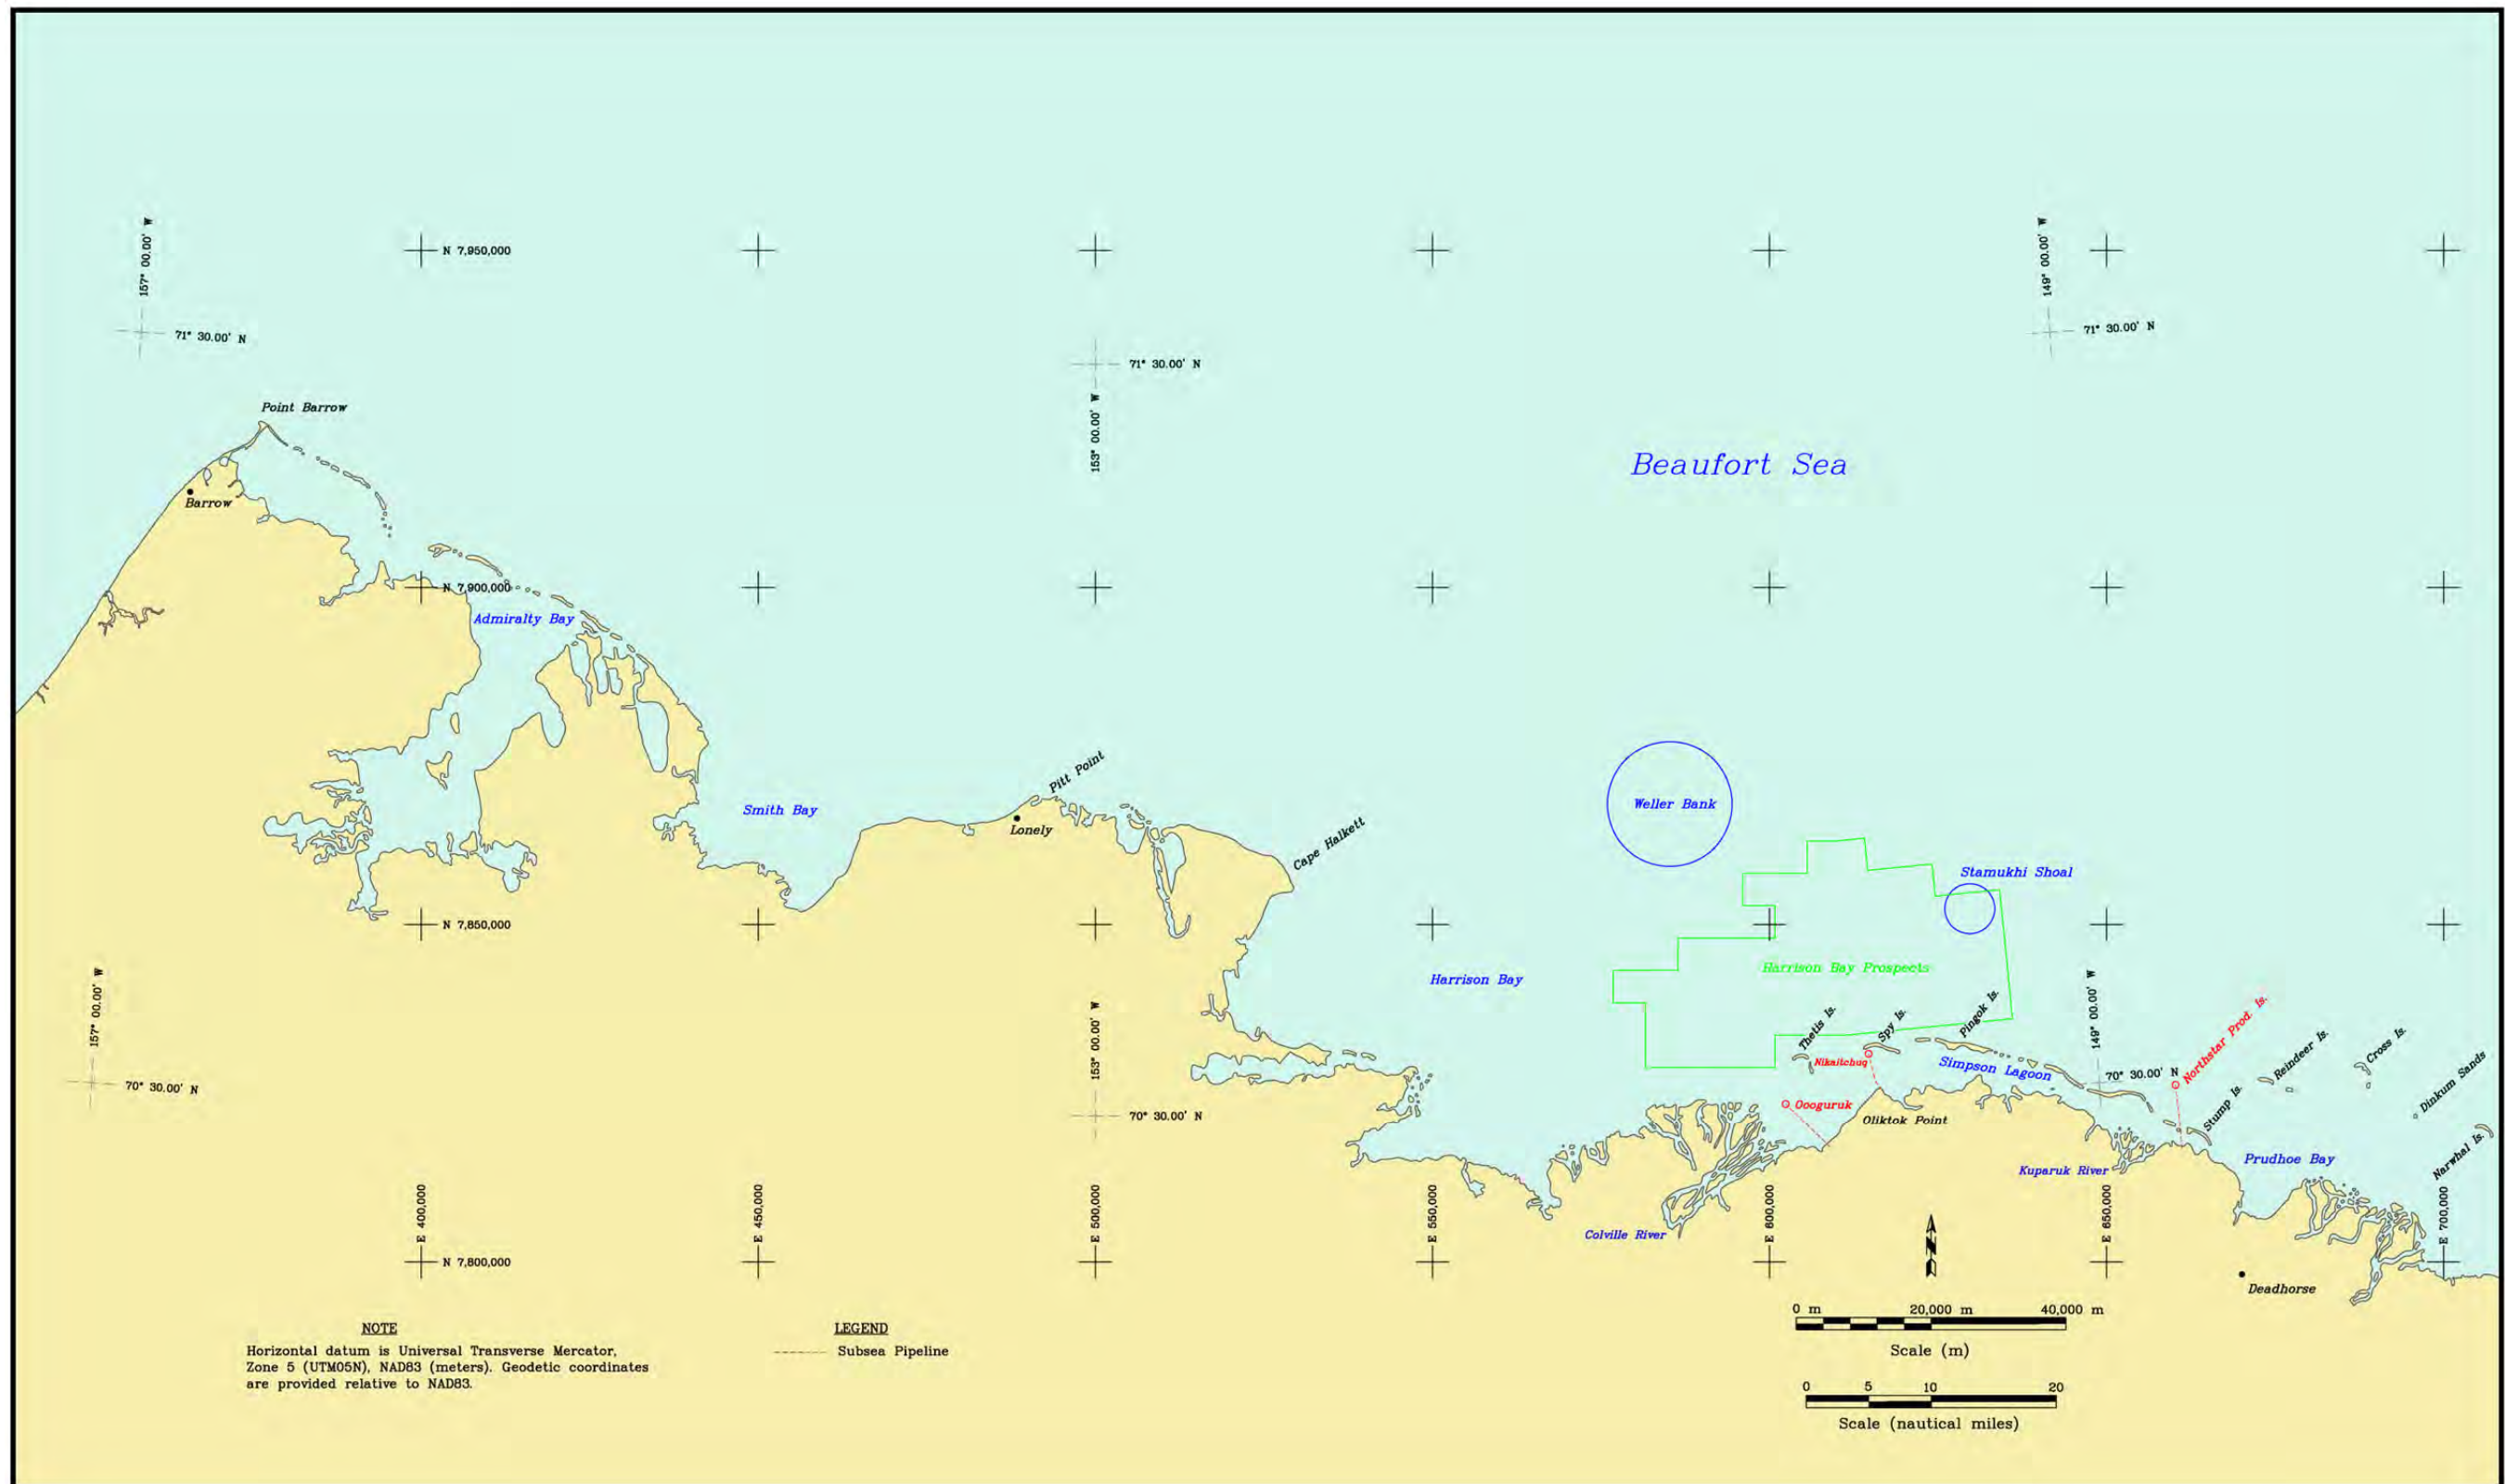 157° 00.00' W
149° 00.00' W
N 7,950,000
71° 30.00' N
71° 30.00' N
71° 30.00' N
153° 00.00' W
Point Barrow
Beaufort Sea
Barrow
N 7,900,000
Admiralty Bay
Pitt Point
Smith Bay
Lonely
Weller Bank
Cape Halkett
Stamukhi Shoal
N 7,850,000
Harrison Bay
Harrison Bay Prospects
157° 00.00' W
153° 00.00' W
149° 00.00' W
Thetis Is.
Spy Is.
Pingok Is.
Northstar Prod. Is.
Reindeer Is.
Cross Is.
Dinkum Sands
Nikaitchuq
Simpson Lagoon
70° 30.00' N
70° 30.00' N
70° 30.00' N
Oooguruk
Oliktok Point
Stump Is.
Narwhal Is.
Kuparuk River
Prudhoe Bay
Colville River
E 400,000
E 450,000
E 500,000
E 550,000
E 600,000
E 650,000
E 700,000
N 7,800,000
N
Deadhorse
0 m 20,000 m 40,000 m
Scale (m)
0 5 10 20
Scale (nautical miles)
NOTE
Horizontal datum is Universal Transverse Mercator,
Zone 5 (UTM05N), NAD83 (meters). Geodetic coordinates
are provided relative to NAD83.
LEGEND
Subsea Pipeline